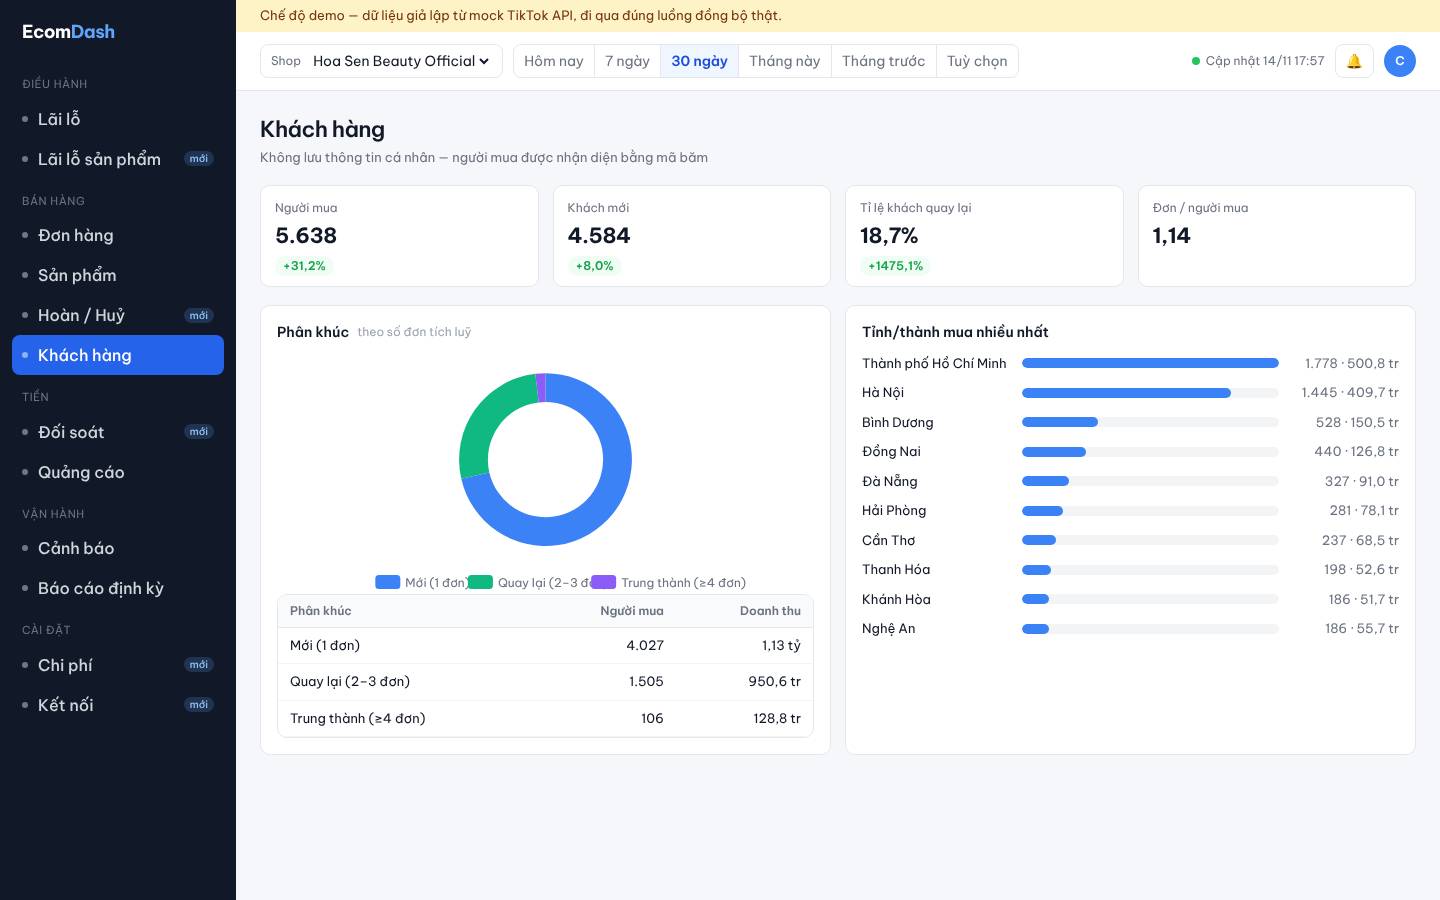 EcomDash
ĐIỀU HÀNH
Lãi lỗ
Lãi lỗ sản phẩm mới
BÁN HÀNG
Đơn hàng
Sản phẩm
Hoàn / Huỷ mới
Khách hàng
TIỀN
Đối soát mới
Quảng cáo
VẬN HÀNH
Cảnh báo
Báo cáo định kỳ
CÀI ĐẶT
Chi phí mới
Kết nối mới
Chế độ demo — dữ liệu giả lập từ mock TikTok API, đi qua đúng luồng đồng bộ thật.
Shop Hoa Sen Beauty Official Hôm nay 7 ngày 30 ngày Tháng này Tháng trước Tuỳ chọn Cập nhật 14/11 17:57 C
Khách hàng
Không lưu thông tin cá nhân — người mua được nhận diện bằng mã băm
Người mua
5.638
+31,2%
Khách mới
4.584
+8,0%
Tỉ lệ khách quay lại
18,7%
+1475,1%
Đơn / người mua
1,14
Phân khúc theo số đơn tích luỹ
Mới (1 đơn) Quay lại (2–3 đ Trung thành (≥4 đơn)
Phân khúc Người mua Doanh thu
Mới (1 đơn) 4.027 1,13 tỷ
Quay lại (2–3 đơn) 1.505 950,6 tr
Trung thành (≥4 đơn) 106 128,8 tr
Tỉnh/thành mua nhiều nhất
Thành phố Hồ Chí Minh 1.778 · 500,8 tr
Hà Nội 1.445 · 409,7 tr
Bình Dương 528 · 150,5 tr
Đồng Nai 440 · 126,8 tr
Đà Nẵng 327 · 91,0 tr
Hải Phòng 281 · 78,1 tr
Cần Thơ 237 · 68,5 tr
Thanh Hóa 198 · 52,6 tr
Khánh Hòa 186 · 51,7 tr
Nghệ An 186 · 55,7 tr